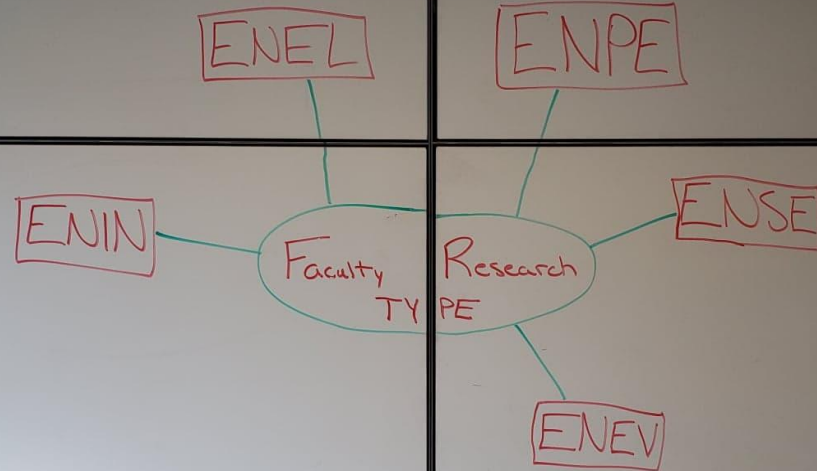 ENEL
ENPE
ENIN
ENSE
Faculty Research
TYPE
ENEV